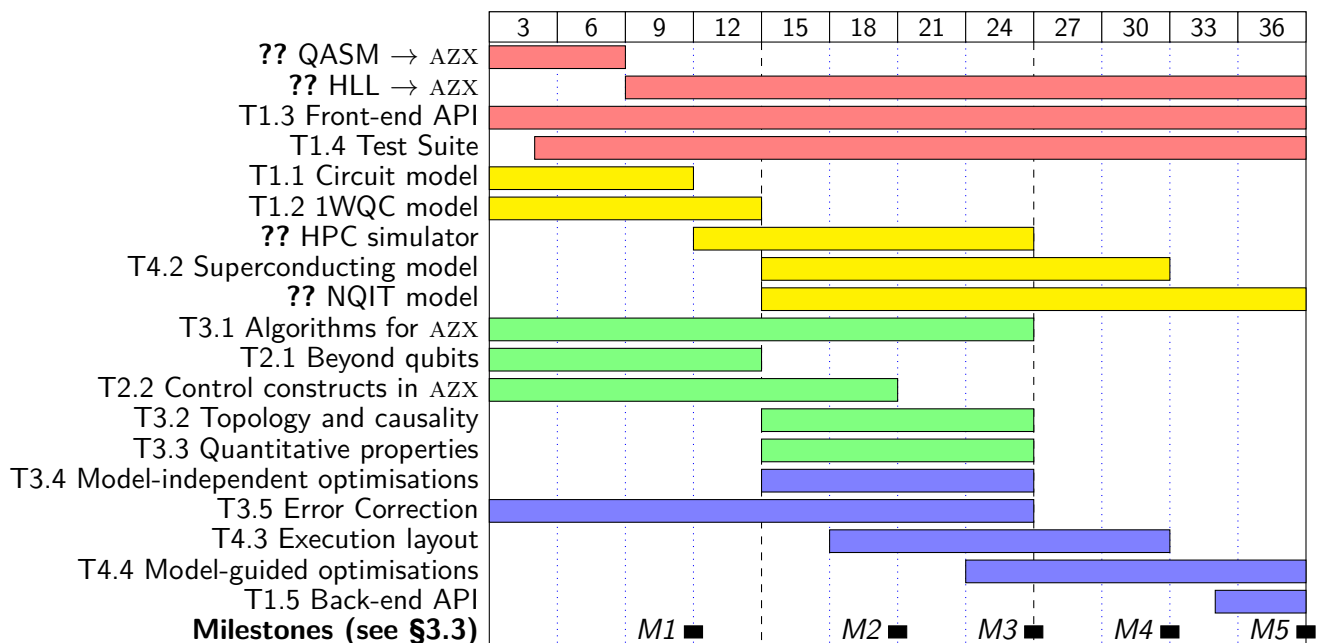 3 6 9 12 15 18 21 24 27 30 33 36
?? QASM → AZX
?? HLL → AZX
T1.3 Front-end API
T1.4 Test Suite
T1.1 Circuit model
T1.2 1WQC model
?? HPC simulator
T4.2 Superconducting model
?? NQIT model
T3.1 Algorithms for AZX
T2.1 Beyond qubits
T2.2 Control constructs in AZX
T3.2 Topology and causality
T3.3 Quantitative properties
T3.4 Model-independent optimisations
T3.5 Error Correction
T4.3 Execution layout
T4.4 Model-guided optimisations
T1.5 Back-end API
Milestones (see §3.3) M1 M2 M3 M4 M5